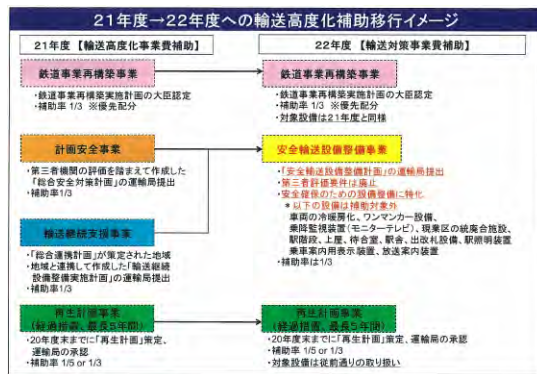 21年度→22年度への輸送高度化補助移行イメージ
21年度 【輸送高度化事業費補助】
鉄道事業再構築事業
・鉄道事業再構築実施計画の大臣認定
・補助率 1/3 ※優先配分
計画安全事業
・第三者機関の評価を踏まえて作成した
「総合安全対策計画」の運輸局提出
・補助率1/3
輸送継続支援事業
・「総合連携計画」が策定された地域
・地域と連携して作成した「輸送継続
設備整備実施計画」の運輸局提出
・補助率1/3
再生計画事業
(経過措置、最長5年間)
・20年度末までに「再生計画」策定、
運輸局の承認
・補助率 1/5 or 1/3
22年度 【輸送対策事業費補助】
鉄道事業再構築事業
・鉄道事業再構築実施計画の大臣認定
・補助率 1/3 ※優先配分
・対象設備は21年度と同様
安全輸送設備整備事業
・「安全輸送設備整備計画」の運輸局提出
・第三者評価要件は廃止
・安全確保のための設備整備に特化
* 以下の設備は補助対象外
車両の冷暖房化、ワンマンカー設備、
乗降監視装置(モニターテレビ)、現業区の統廃合施設、
駅階段、上屋、待合室、駅舎、出改札設備、駅照明装置
乗車案内用表示装置、放送案内装置
・補助率は1/3
再生計画事業
(経過措置、最長5年間)
・20年度末までに「再生計画」策定、運輸局の承認
・補助率 1/5 or 1/3
・対象設備は従前通りの取り扱い